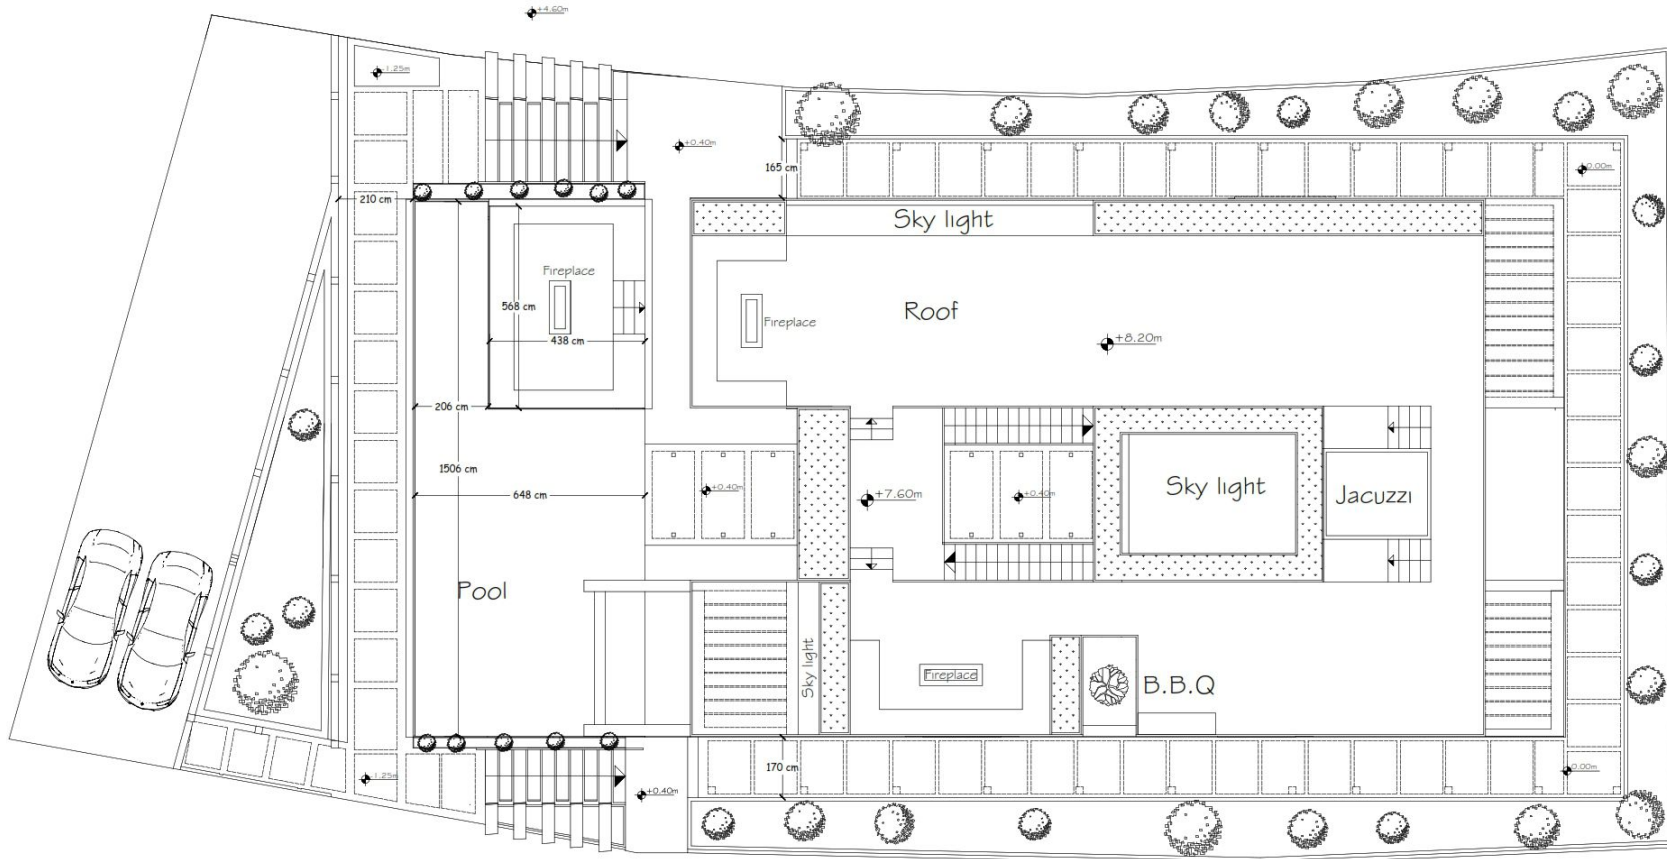 +4.60m
-1.25m
+0.40m
165 cm
+0.00m
210 cm
Sky light
Fireplace
568 cm
438 cm
Fireplace
Roof
+8.20m
206 cm
1506 cm
648 cm
+0.40m
+7.60m
+0.40m
Sky light
Jacuzzi
Pool
Sky light
Fireplace
B.B.Q
170 cm
-1.25m
+0.40m
+0.00m